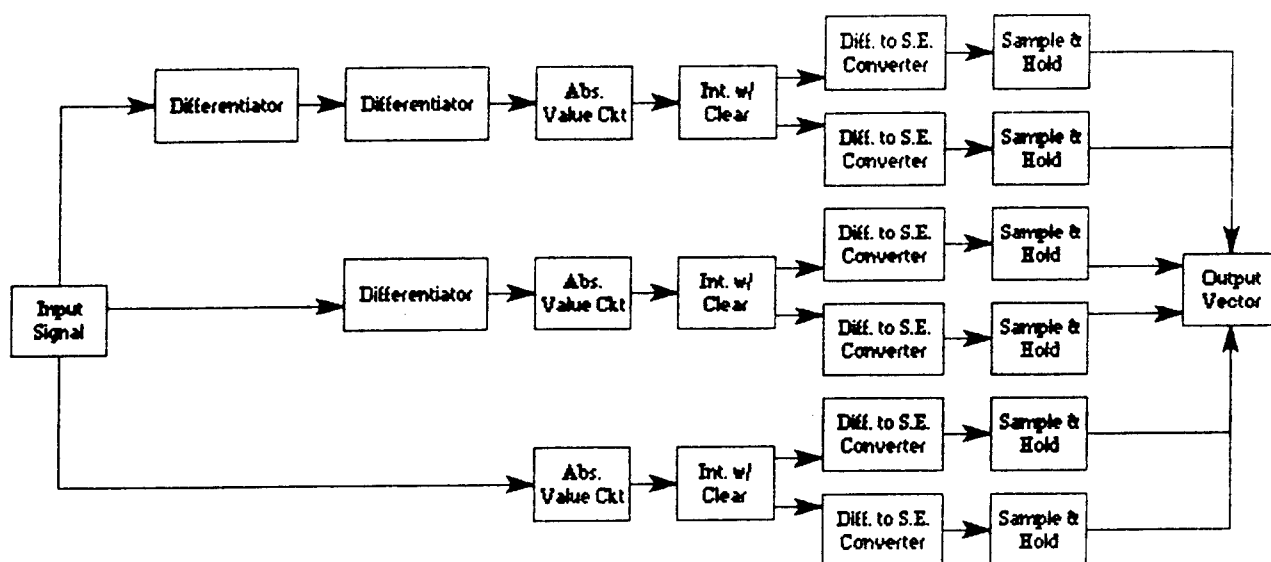 Diff. to S.E.
Converter
Sample &
Hold
Differentiator
Differentiator
Abs.
Value Ckt
Int. w/
Clear
Diff. to S.E.
Converter
Sample &
Hold
Input
Signal
Differentiator
Abs.
Value Ckt
Int. w/
Clear
Diff. to S.E.
Converter
Sample &
Hold
Diff. to S.E.
Converter
Sample &
Hold
Output
Vector
Abs.
Value Ckt
Int. w/
Clear
Diff. to S.E.
Converter
Sample &
Hold
Diff. to S.E.
Converter
Sample &
Hold